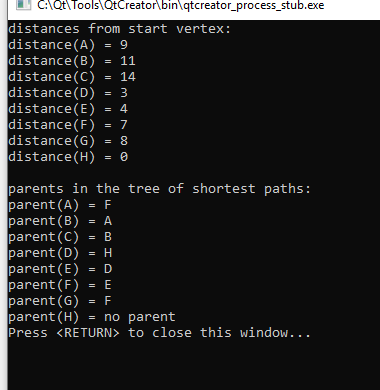 C:\Qt\Tools\QtCreator\bin\qtcreator_process_stub.exe
distances from start vertex:
distance(A) = 9
distance(B) = 11
distance(C) = 14
distance(D) = 3
distance(E) = 4
distance(F) = 7
distance(G) = 8
distance(H) = 0
parents in the tree of shortest paths:
parent(A) = F
parent(B) = A
parent(C) = B
parent(D) = H
parent(E) = D
parent(F) = E
parent(G) = F
parent(H) = no parent
Press <RETURN> to close this window...